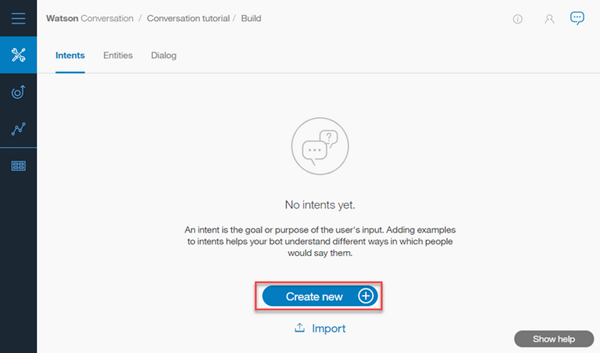 Watson Conversation / Conversation tutorial / Build
Intents Entities Dialog
No intents yet.
An intent is the goal or purpose of the user's input. Adding examples
to intents helps your bot understand different ways in which people
would say them.
Create new
Import
Show help